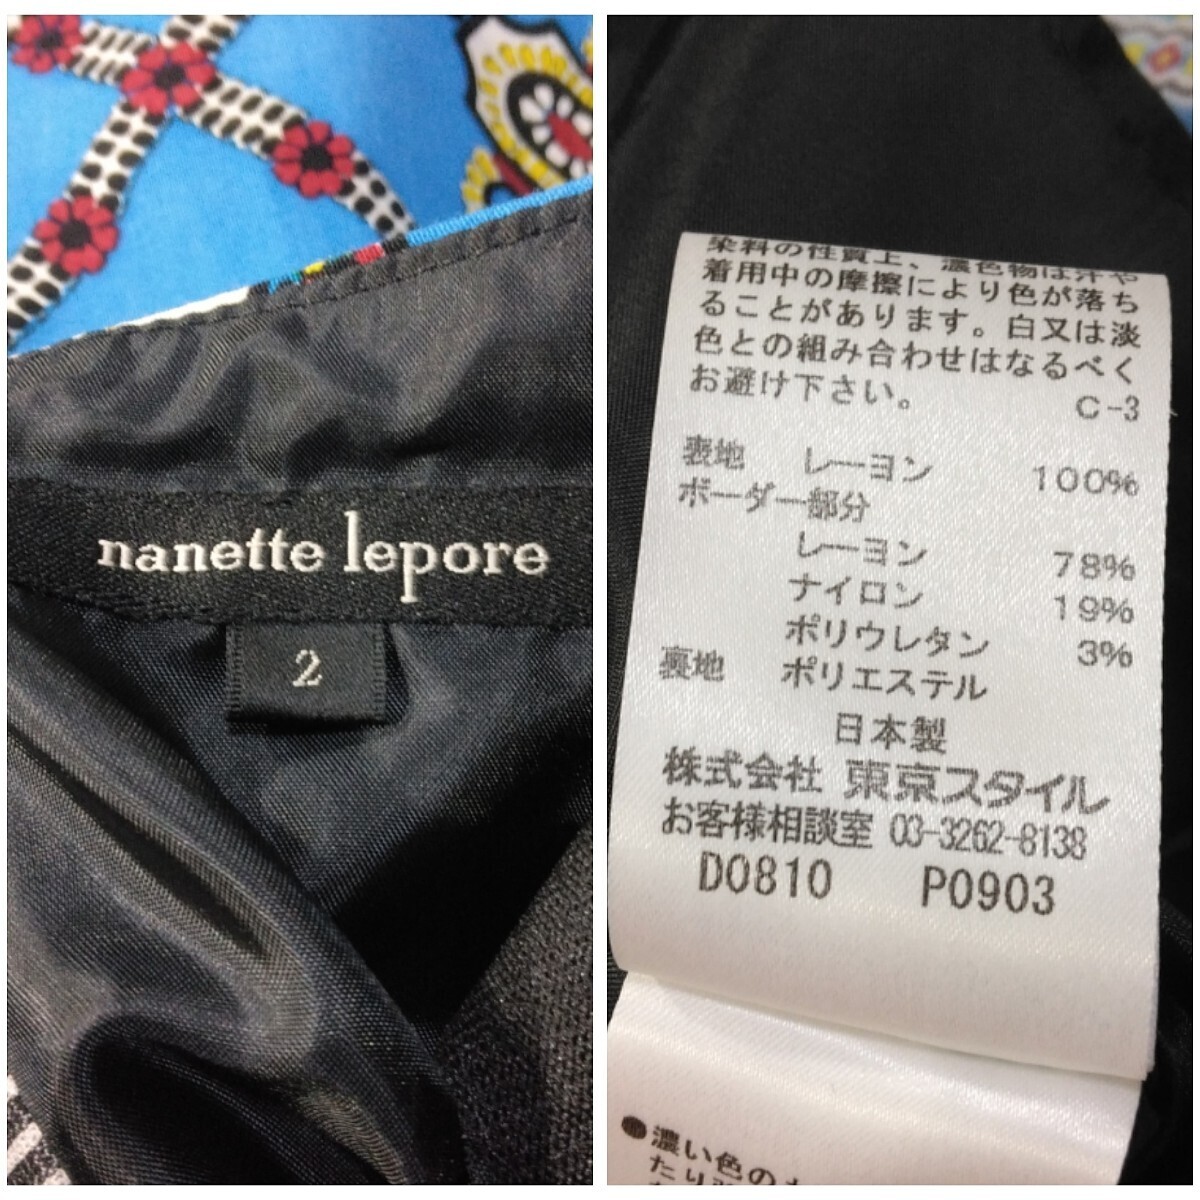 nanette lepore
2
染料の性質上、濃色物は汗や
着用中の摩擦により色が落ち
ることがあります。白又は淡
色との組み合わせはなるべく
お避け下さい。
C-3
表地 レーヨン 100%
ボーダー部分
レーヨン 78%
ナイロン 19%
ポリウレタン 3%
裏地 ポリエステル
日本製
株式会社 東京スタイル
お客様相談室 03-3262-8138
D0810 P0903
●濃い色の
たり